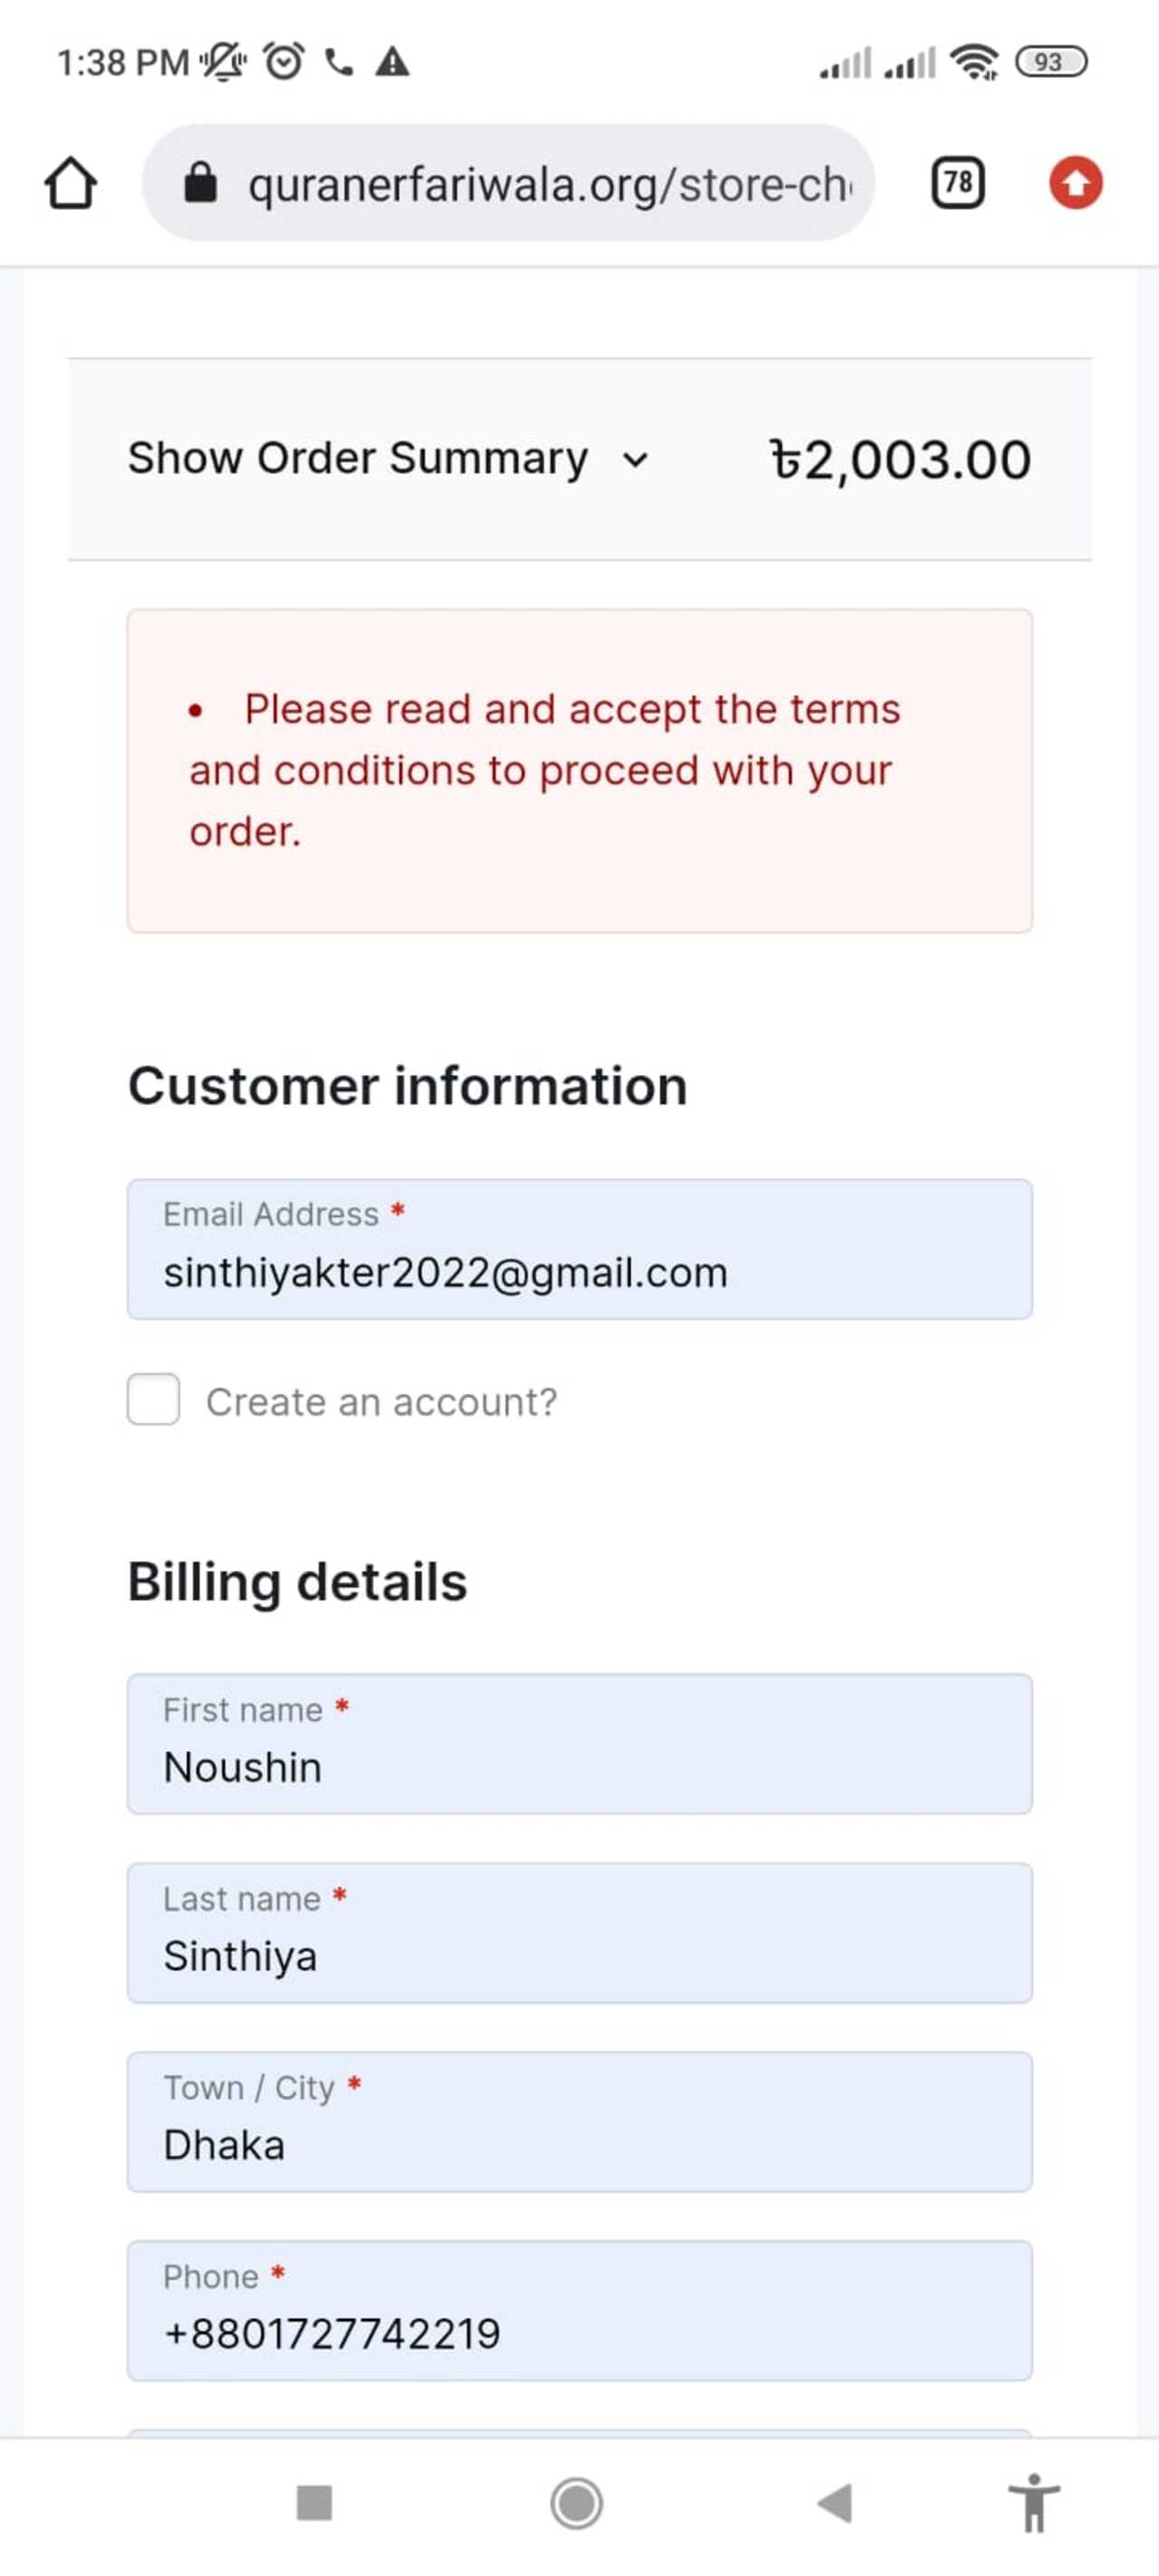 1:38 PM
93
quranerfariwala.org/store-ch
78
Show Order Summary ৳2,003.00
• Please read and accept the terms
and conditions to proceed with your
order.
Customer information
Email Address *
sinthiyakter2022@gmail.com
Create an account?
Billing details
First name *
Noushin
Last name *
Sinthiya
Town / City *
Dhaka
Phone *
+8801727742219